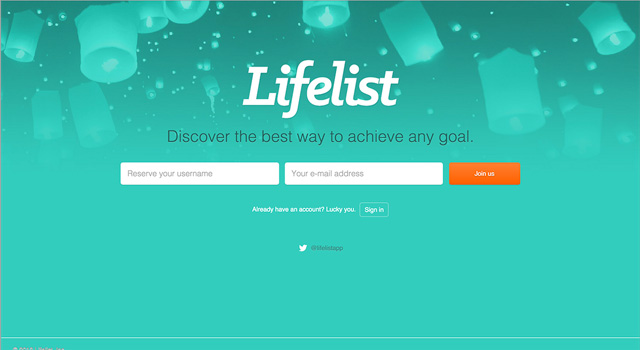 Lifelist
Discover the best way to achieve any goal.
Reserve your username
Your e-mail address
Join us
Already have an account? Lucky you.
Sign in
@lifelistapp